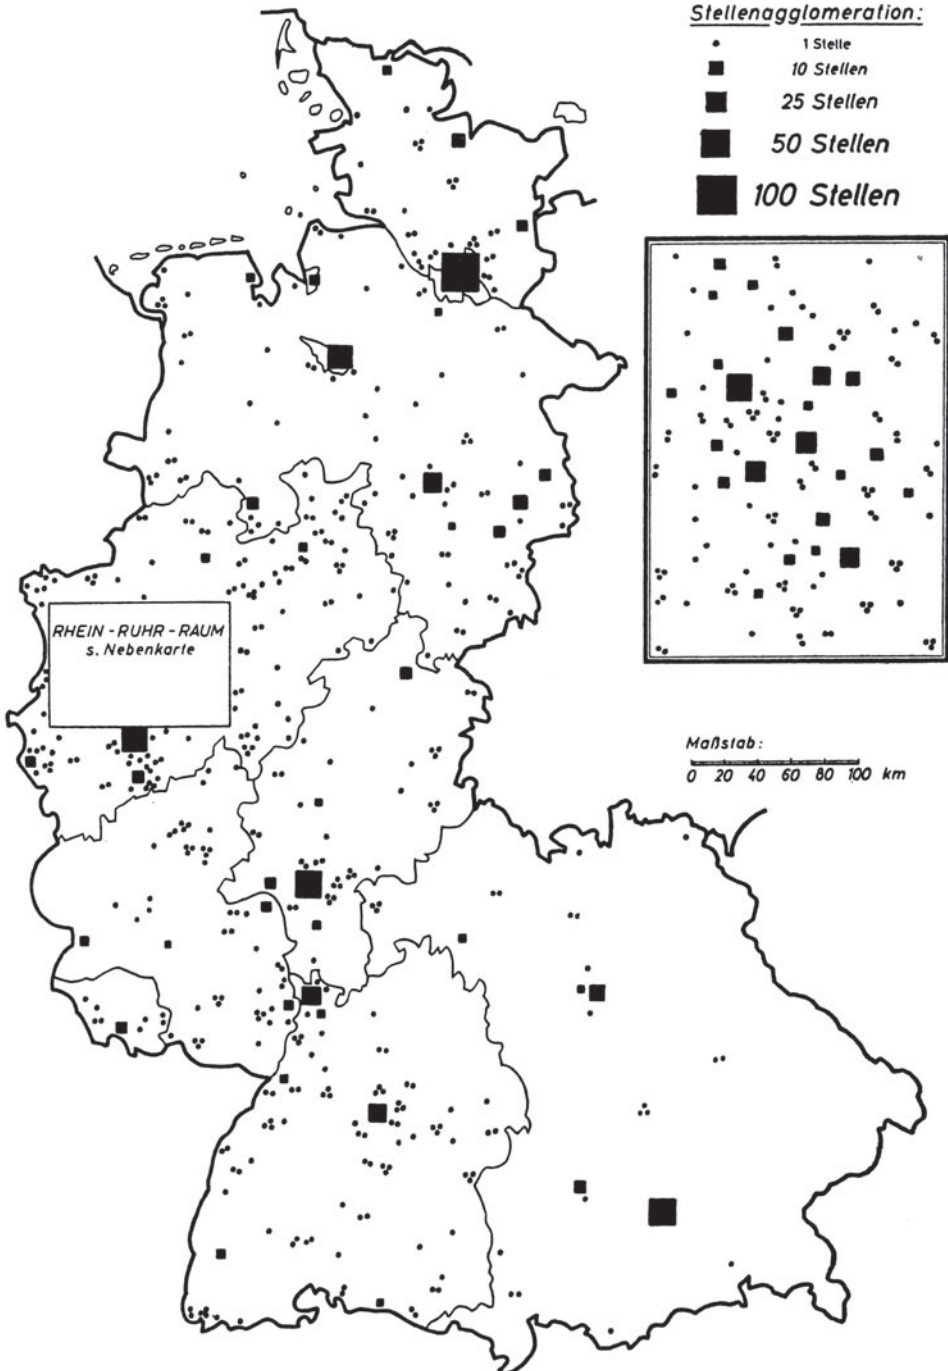 Stellenagglomeration:
1 Stelle
10 Stellen
25 Stellen
50 Stellen
100 Stellen
RHEIN-RUHR-RAUM
s. Nebenkarte
Maßstab:
0 20 40 60 80 100 km